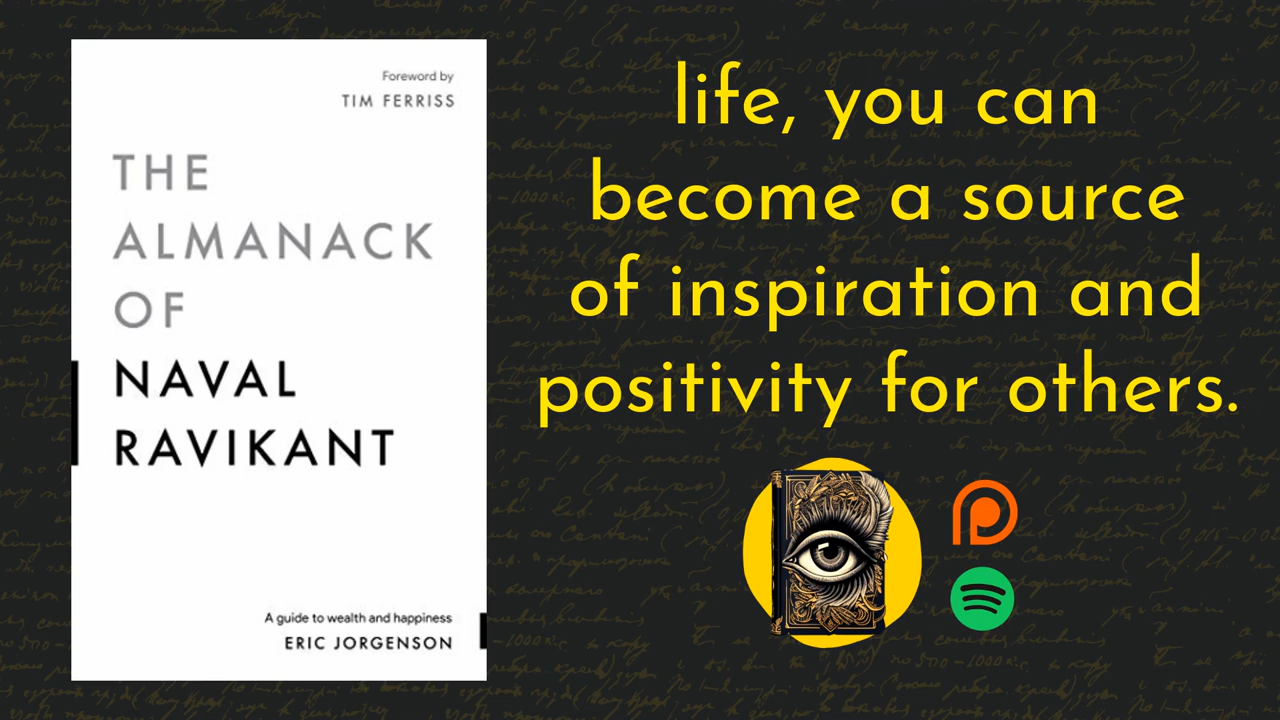 Foreword by
TIM FERRISS
THE
ALMANACK
OF
NAVAL
RAVIKANT
A guide to wealth and happiness
ERIC JORGENSON
life, you can
become a source
of inspiration and
positivity for others.